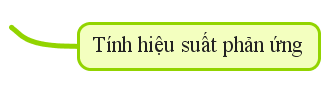 Tính hiệu suất phản ứng